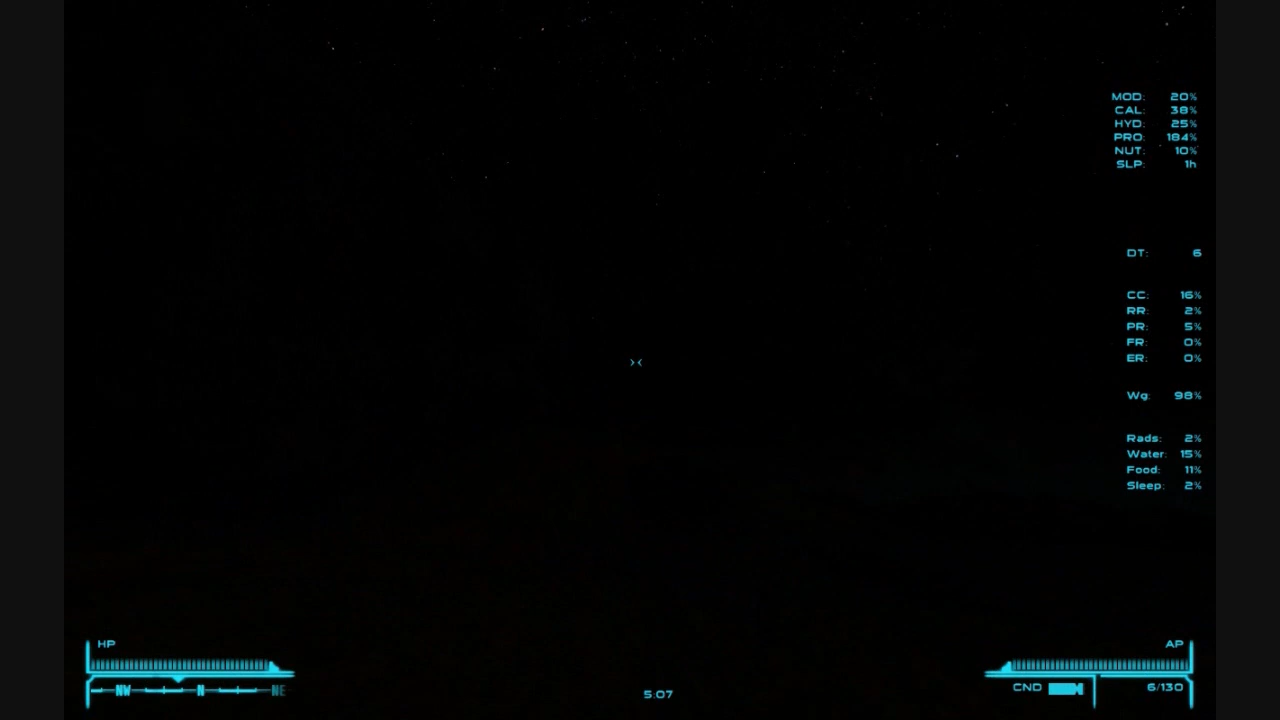 MOD: 20%
CAL: 38%
HYD: 25%
PRO: 184%
NUT: 10%
SLP: 1h
DT: 6
CC: 16%
RR: 2%
PR: 5%
FR: 0%
ER: 0%
Wg: 98%
Rads: 2%
Water: 15%
Food: 11%
Sleep: 2%
HP
AP
NW N NE
5:07
CND 6/130